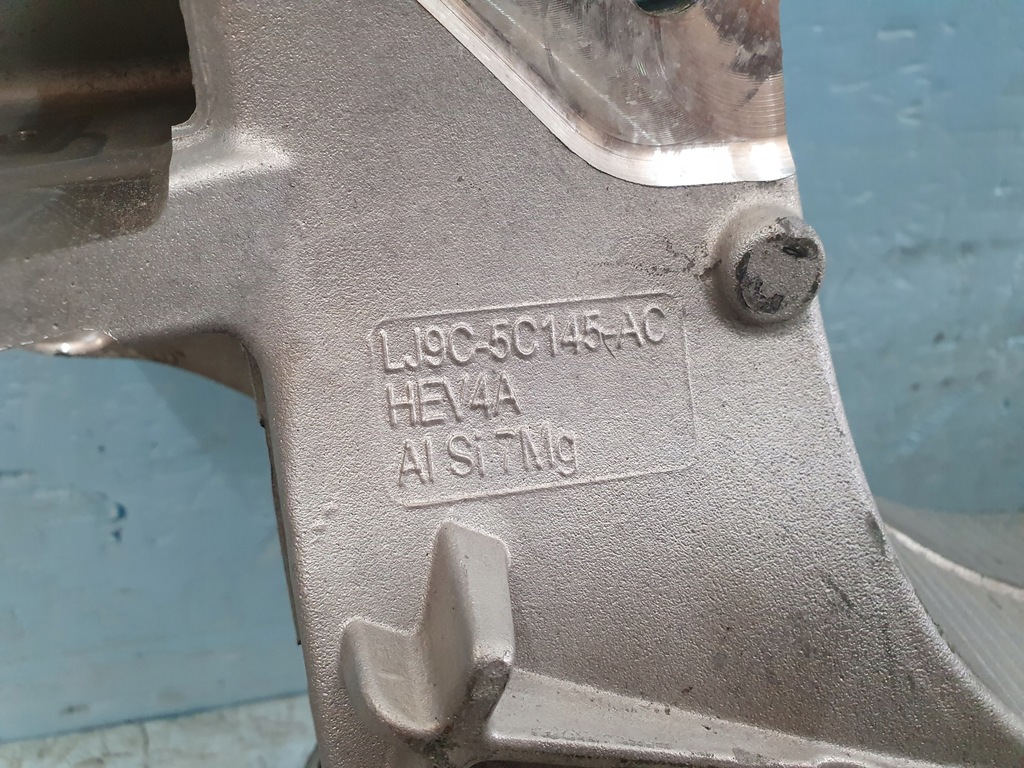 LJ9C-5C145-AC
HEV4A
Al Si 7Mg